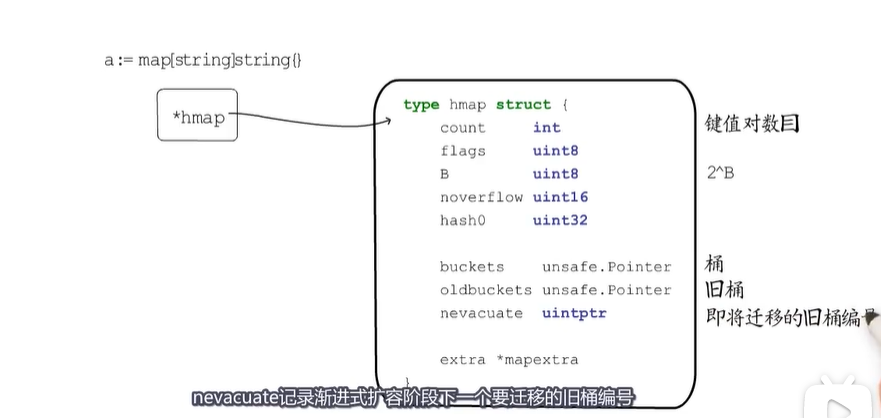 a := map[string]string{}
*hmap
type hmap struct {
count int 键值对数目
flags uint8
B uint8 2^B
noverflow uint16
hash0 uint32
buckets unsafe.Pointer 桶
oldbuckets unsafe.Pointer 旧桶
nevacuate uintptr 即将迁移的旧桶编号
extra *mapextra
}
nevacuate记录渐进式扩容阶段下一个要迁移的旧桶编号